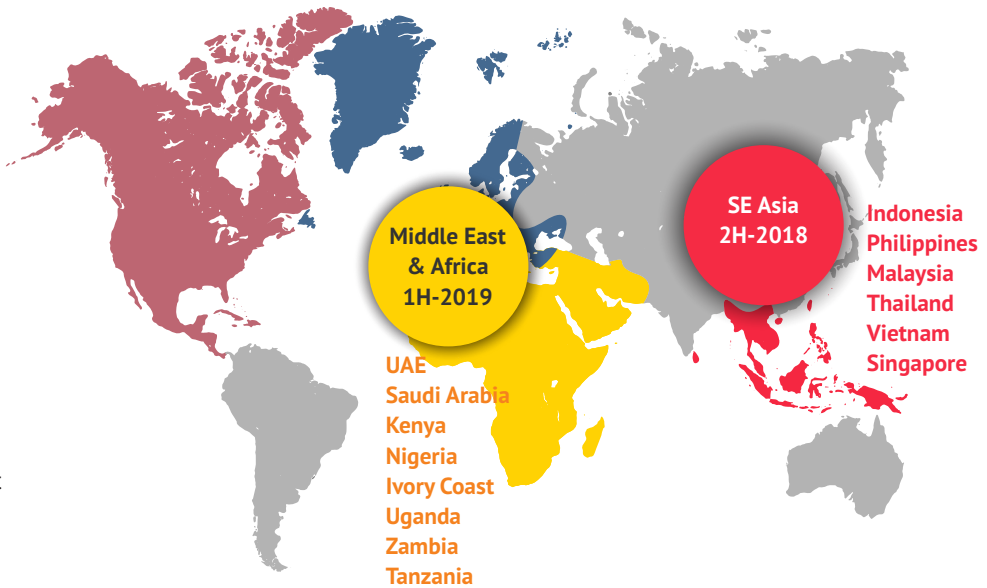 Middle East
& Africa
1H-2019
UAE
Saudi Arabia
Kenya
Nigeria
Ivory Coast
Uganda
Zambia
Tanzania
SE Asia
2H-2018
Indonesia
Philippines
Malaysia
Thailand
Vietnam
Singapore